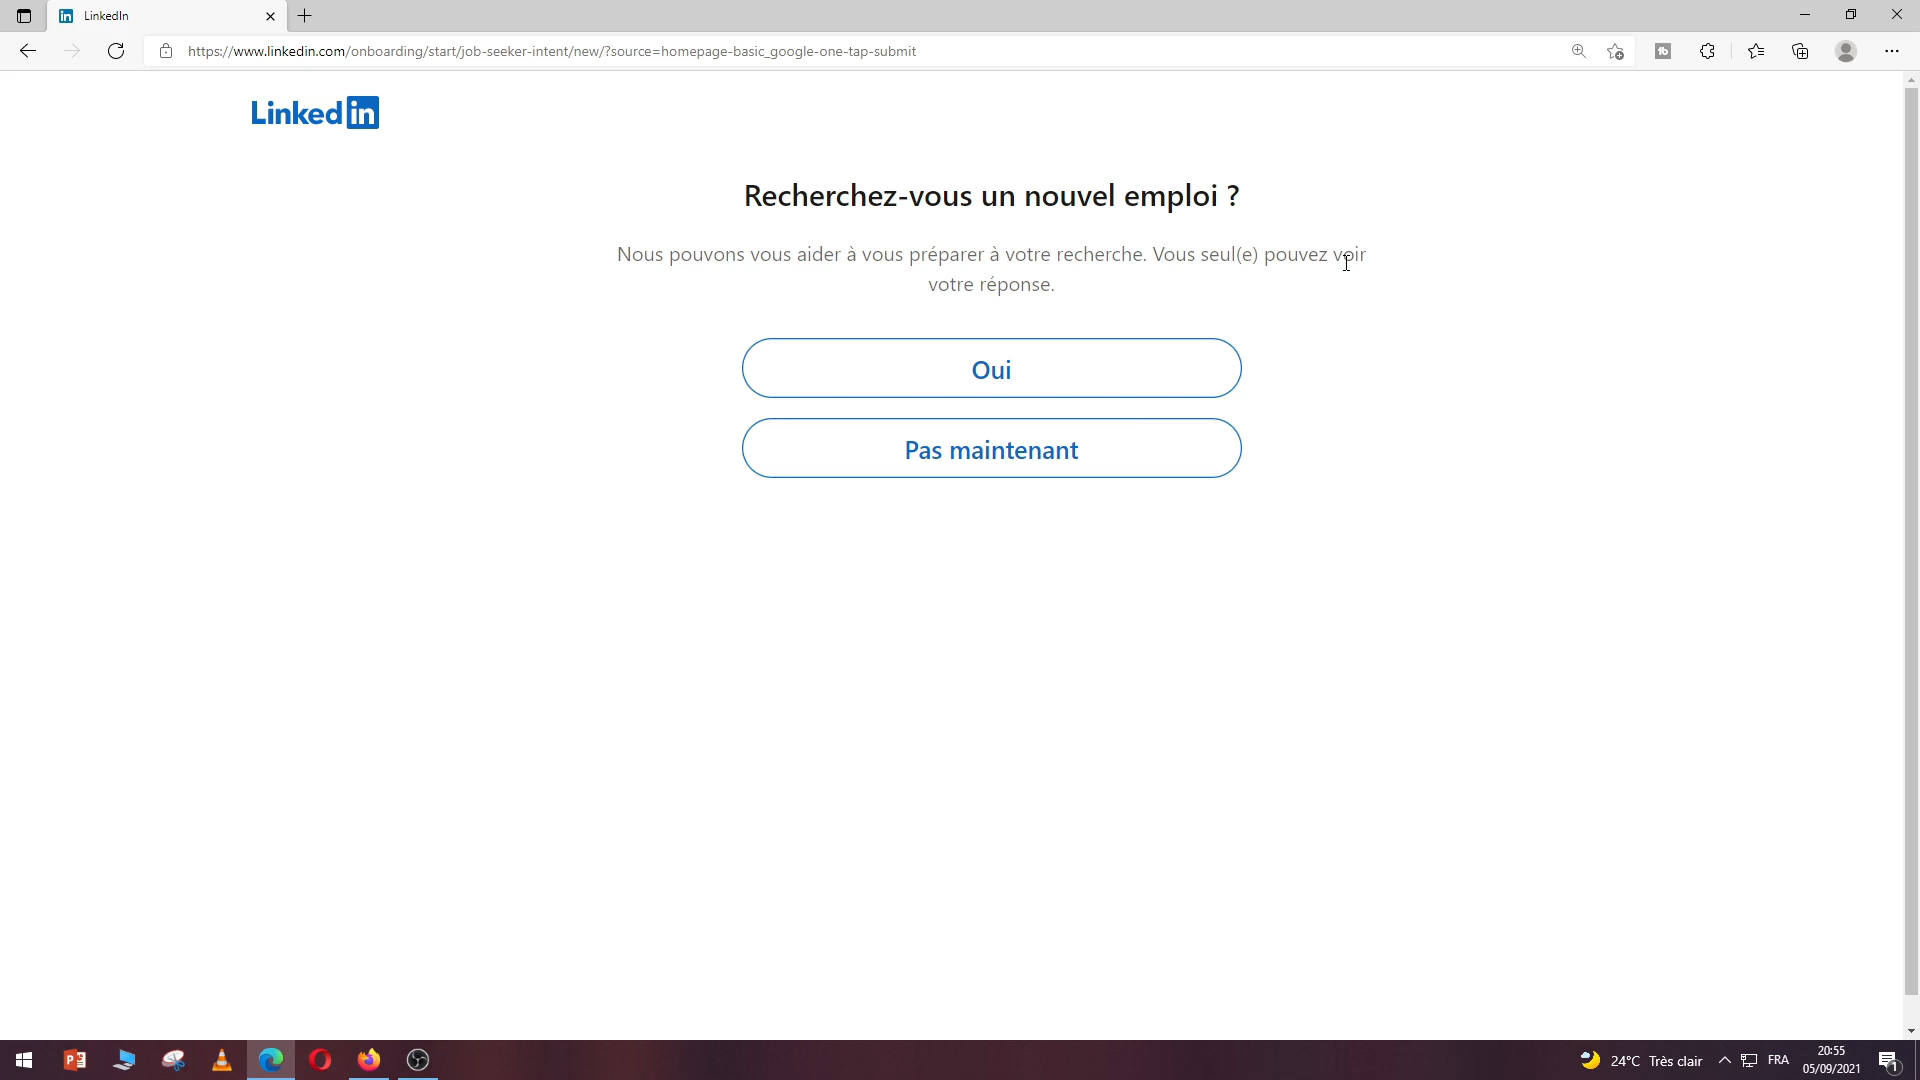 LinkedIn
https://www.linkedin.com/onboarding/start/job-seeker-intent/new/?source=homepage-basic_google-one-tap-submit
LinkedIn
Recherchez-vous un nouvel emploi ?
Nous pouvons vous aider à vous préparer à votre recherche. Vous seul(e) pouvez voir
votre réponse.
Oui
Pas maintenant
24°C Très clair
FRA
20:55
05/09/2021
1